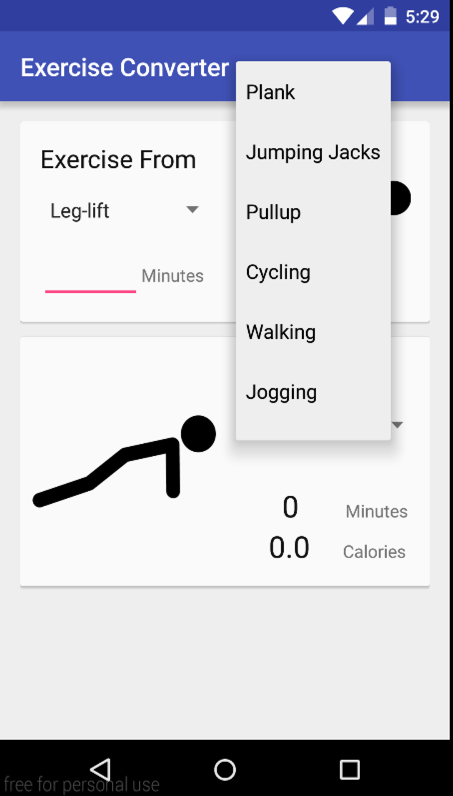 5:29
Exercise Converter
Plank
Jumping Jacks
Pullup
Cycling
Walking
Jogging
Exercise From
Leg-lift
Minutes
0 Minutes
0.0 Calories
free for personal use